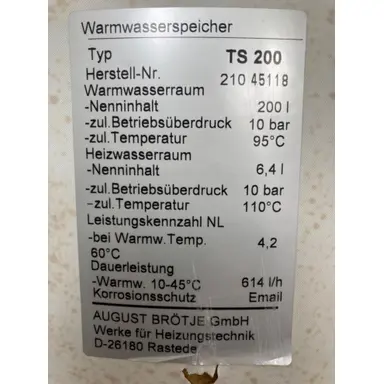 Warmwasserspeicher
Typ TS 200
Herstell-Nr. 210 45118
Warmwasserraum
-Nenninhalt 200 l
-zul.Betriebsüberdruck 10 bar
-zul.Temperatur 95°C
Heizwasserraum
-Nenninhalt 6,4 l
-zul.Betriebsüberdruck 10 bar
-zul.Temperatur 110°C
Leistungskennzahl NL
-bei Warmw.Temp. 4,2
60°C
Dauerleistung
-Warmw. 10-45°C 614 l/h
Korrosionsschutz Email
AUGUST BRÖTJE GmbH
Werke für Heizungstechnik
D-26180 Rastede